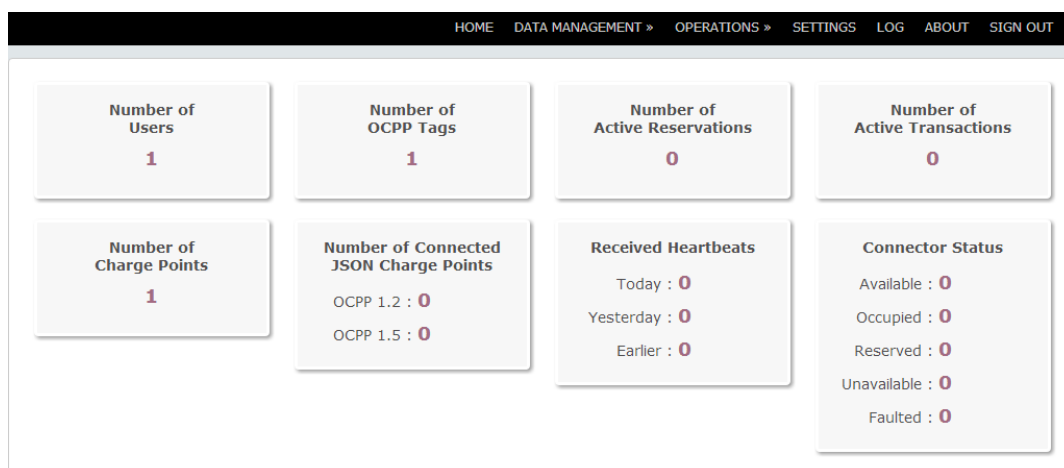 HOME DATA MANAGEMENT » OPERATIONS » SETTINGS LOG ABOUT SIGN OUT
Number of
Users
1
Number of
OCPP Tags
1
Number of
Active Reservations
0
Number of
Active Transactions
0
Number of
Charge Points
1
Number of Connected
JSON Charge Points
OCPP 1.2 : 0
OCPP 1.5 : 0
Received Heartbeats
Today : 0
Yesterday : 0
Earlier : 0
Connector Status
Available : 0
Occupied : 0
Reserved : 0
Unavailable : 0
Faulted : 0